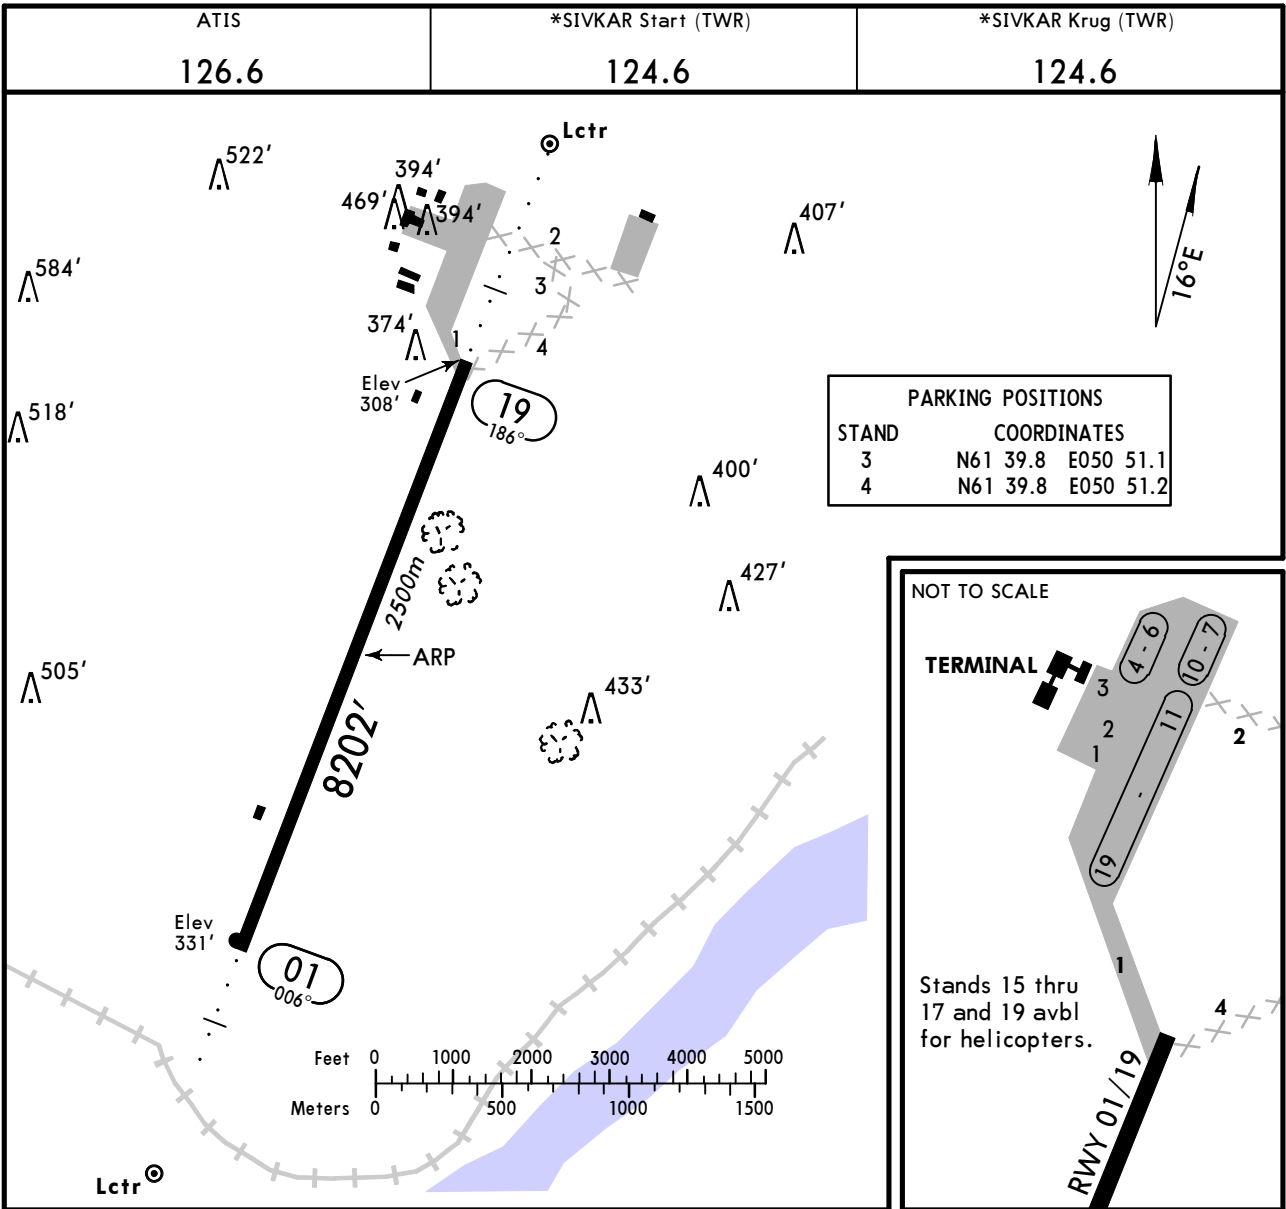 ATIS
126.6
*SIVKAR Start (TWR)
124.6
*SIVKAR Krug (TWR)
124.6
Lctr
522'
394'
469'
394'
407'
2
584'
3
16°E
374'
1
4
Elev
308'
19
186°
518'
PARKING POSITIONS
STAND COORDINATES
3 N61 39.8 E050 51.1
4 N61 39.8 E050 51.2
400'
427'
2500m
ARP
505'
433'
8202'
Elev
331'
01
006°
Feet 0 1000 2000 3000 4000 5000
Meters 0 500 1000 1500
Lctr
NOT TO SCALE
TERMINAL
4 - 6
10 - 7
3
2
1
11
-
19
2
1
4
Stands 15 thru
17 and 19 avbl
for helicopters.
RWY 01/19